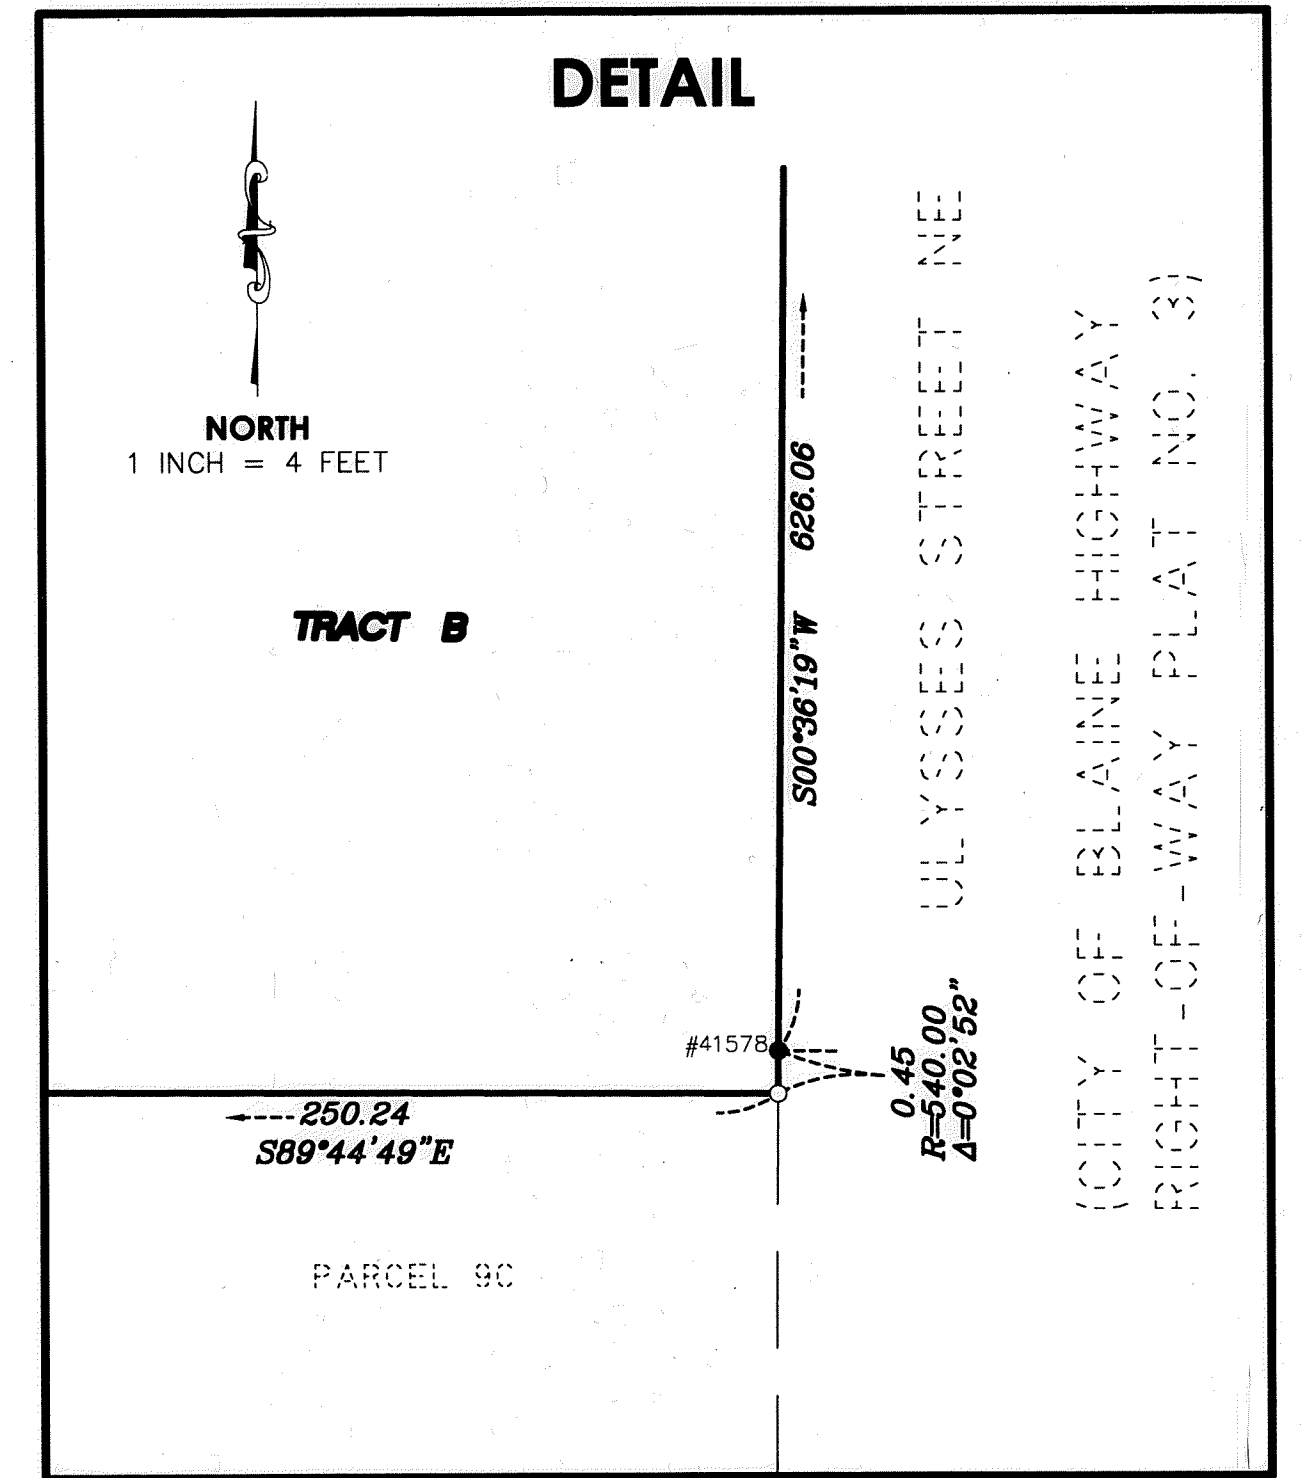 DETAIL
NORTH
1 INCH = 4 FEET
TRACT B
S00°36'19"W 626.06
ULYSSES STREET NE
(CITY OF BLAINE HIGHWAY
RIGHT-OF-WAY PLAT NO. 3)
#41578
0.45
R=540.00
Δ=0°02'52"
250.24
S89°44'49"E
PARCEL 9C